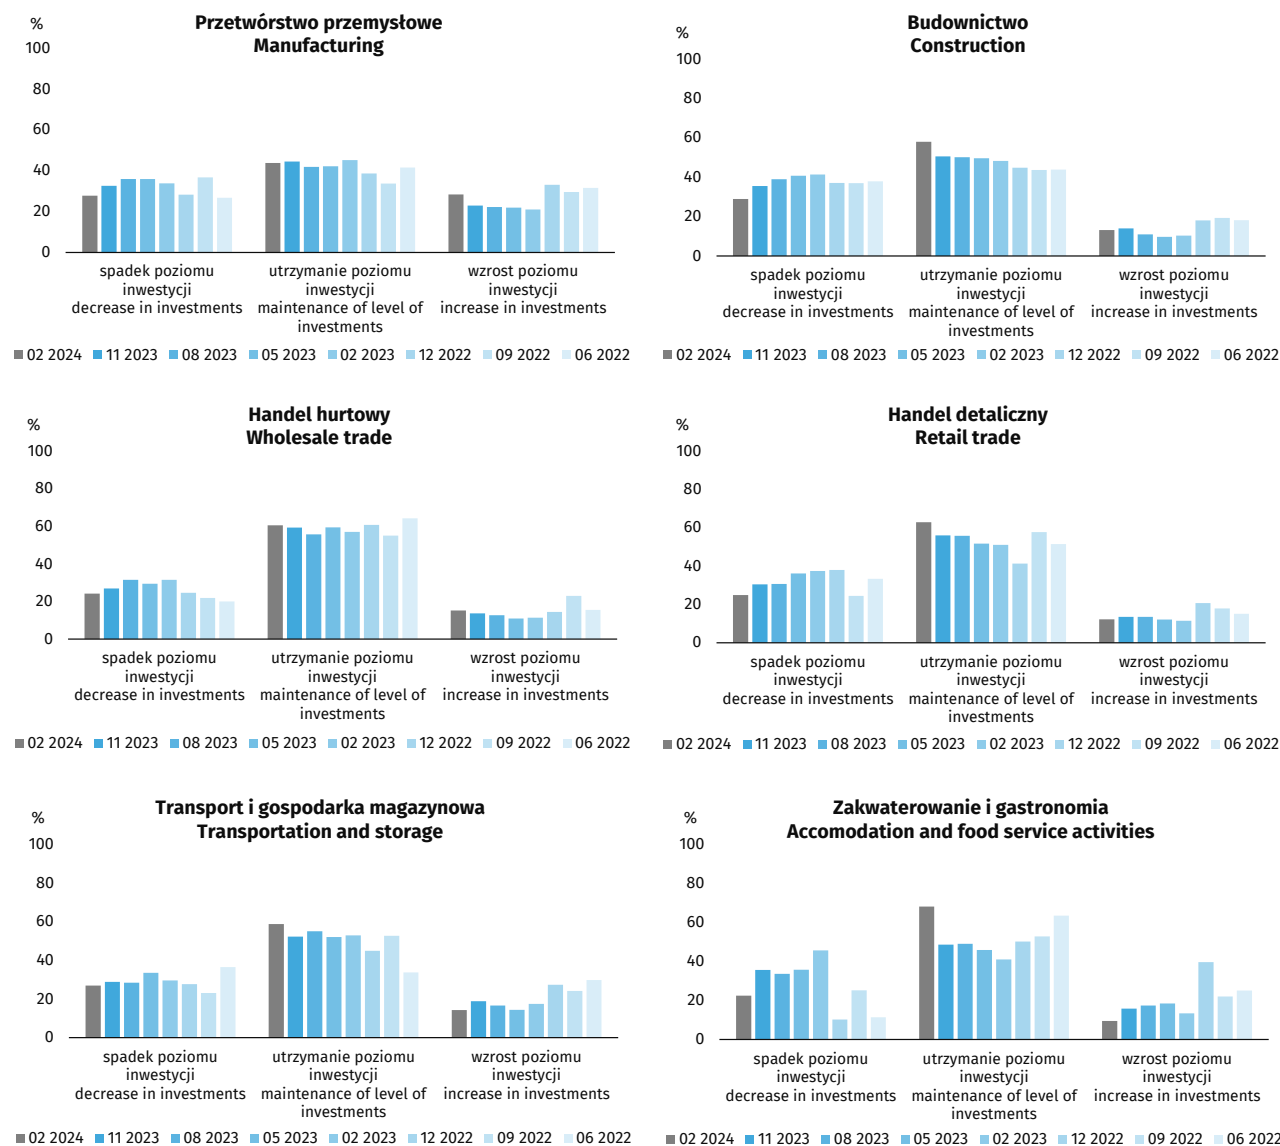 Przetwórstwo przemysłowe
Manufacturing
%
100
80
60
40
20
0
spadek poziomu
inwestycji
decrease in investments
utrzymanie poziomu
inwestycji
maintenance of level of
investments
wzrost poziomu
inwestycji
increase in investments
02 2024 11 2023 08 2023 05 2023 02 2023 12 2022 09 2022 06 2022
Budownictwo
Construction
%
100
80
60
40
20
0
spadek poziomu
inwestycji
decrease in investments
utrzymanie poziomu
inwestycji
maintenance of level of
investments
wzrost poziomu
inwestycji
increase in investments
02 2024 11 2023 08 2023 05 2023 02 2023 12 2022 09 2022 06 2022
Handel hurtowy
Wholesale trade
%
100
80
60
40
20
0
spadek poziomu
inwestycji
decrease in investments
utrzymanie poziomu
inwestycji
maintenance of level of
investments
wzrost poziomu
inwestycji
increase in investments
02 2024 11 2023 08 2023 05 2023 02 2023 12 2022 09 2022 06 2022
Handel detaliczny
Retail trade
%
100
80
60
40
20
0
spadek poziomu
inwestycji
decrease in investments
utrzymanie poziomu
inwestycji
maintenance of level of
investments
wzrost poziomu
inwestycji
increase in investments
02 2024 11 2023 08 2023 05 2023 02 2023 12 2022 09 2022 06 2022
Transport i gospodarka magazynowa
Transportation and storage
%
100
80
60
40
20
0
spadek poziomu
inwestycji
decrease in investments
utrzymanie poziomu
inwestycji
maintenance of level of
investments
wzrost poziomu
inwestycji
increase in investments
02 2024 11 2023 08 2023 05 2023 02 2023 12 2022 09 2022 06 2022
Zakwaterowanie i gastronomia
Accomodation and food service activities
%
100
80
60
40
20
0
spadek poziomu
inwestycji
decrease in investments
utrzymanie poziomu
inwestycji
maintenance of level of
investments
wzrost poziomu
inwestycji
increase in investments
02 2024 11 2023 08 2023 05 2023 02 2023 12 2022 09 2022 06 2022